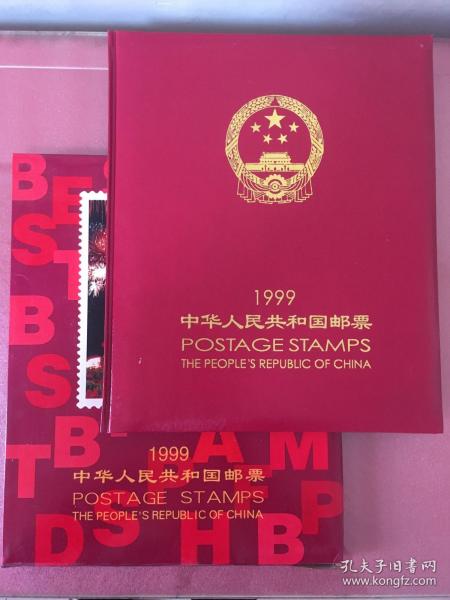 1999
中华人民共和国邮票
POSTAGE STAMPS
THE PEOPLE'S REPUBLIC OF CHINA
1999
中华人民共和国邮票
POSTAGE STAMPS
THE PEOPLE'S REPUBLIC OF CHINA
孔夫子旧书网
www.kongfz.com